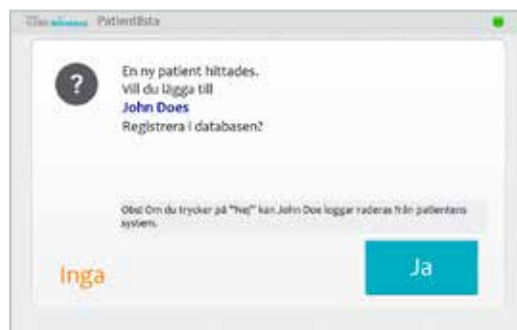 Patientlista
?
En ny patient hittades.
Vill du lägga till
John Does
Registrera i databasen?
Obs! Om du trycker på "Nej" kan John Doe loggar raderas från patientens
system.
Inga
Ja